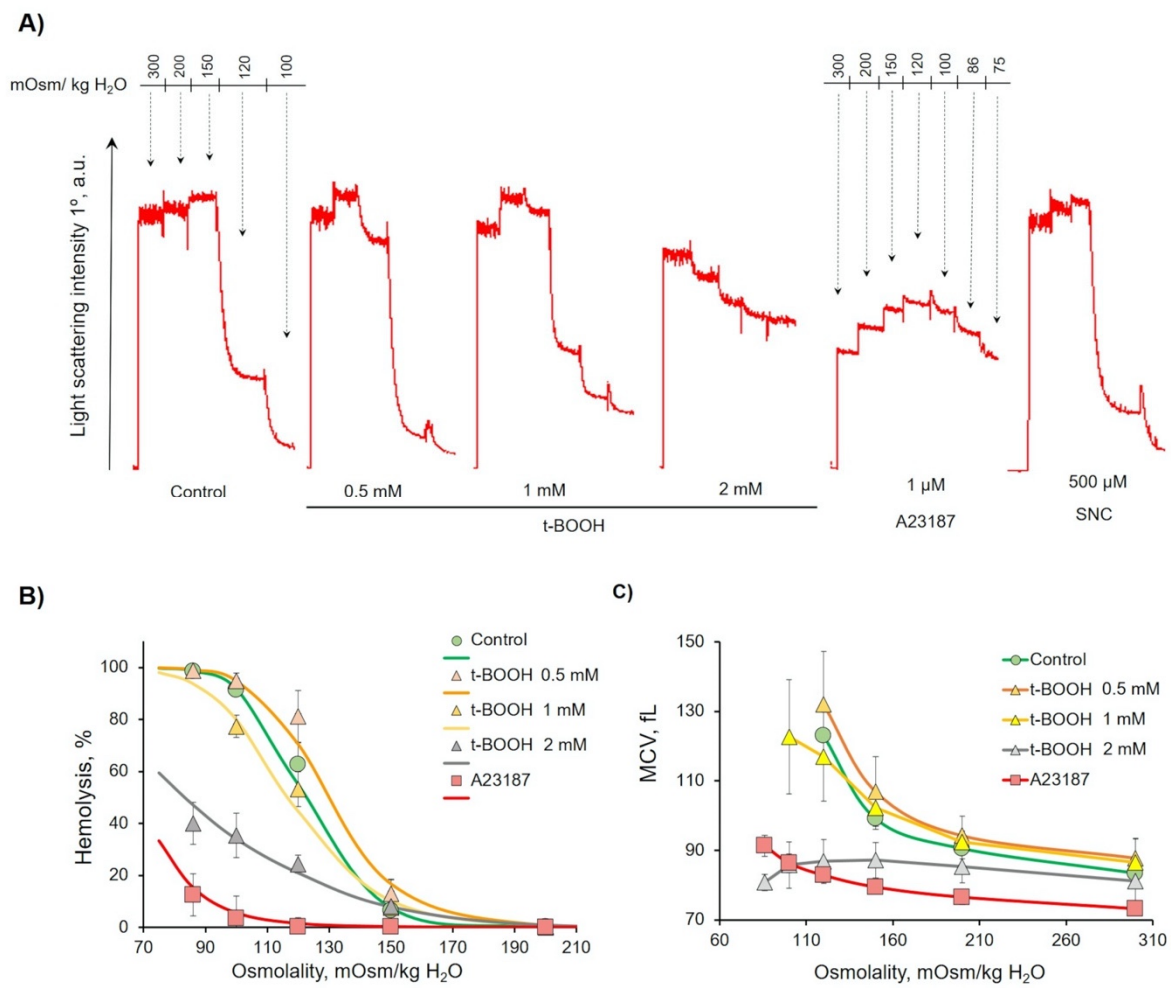 A)
mOsm/ kg H₂O
300 200 150 120 100
300 200 150 120 100 86 75
Light scattering intensity 1º, a.u.
Control
0.5 mM
1 mM
2 mM
1 µM
500 µM
t-BOOH
A23187
SNC
B)
Hemolysis, %
100
80
60
40
20
0
70 90 110 130 150 170 190 210
Osmolality, mOsm/kg H₂O
Control
t-BOOH 0.5 mM
t-BOOH 1 mM
t-BOOH 2 mM
A23187
C)
MCV, fL
150
130
110
90
70
60 110 160 210 260 310
Osmolality, mOsm/kg H₂O
Control
t-BOOH 0.5 mM
t-BOOH 1 mM
t-BOOH 2 mM
A23187